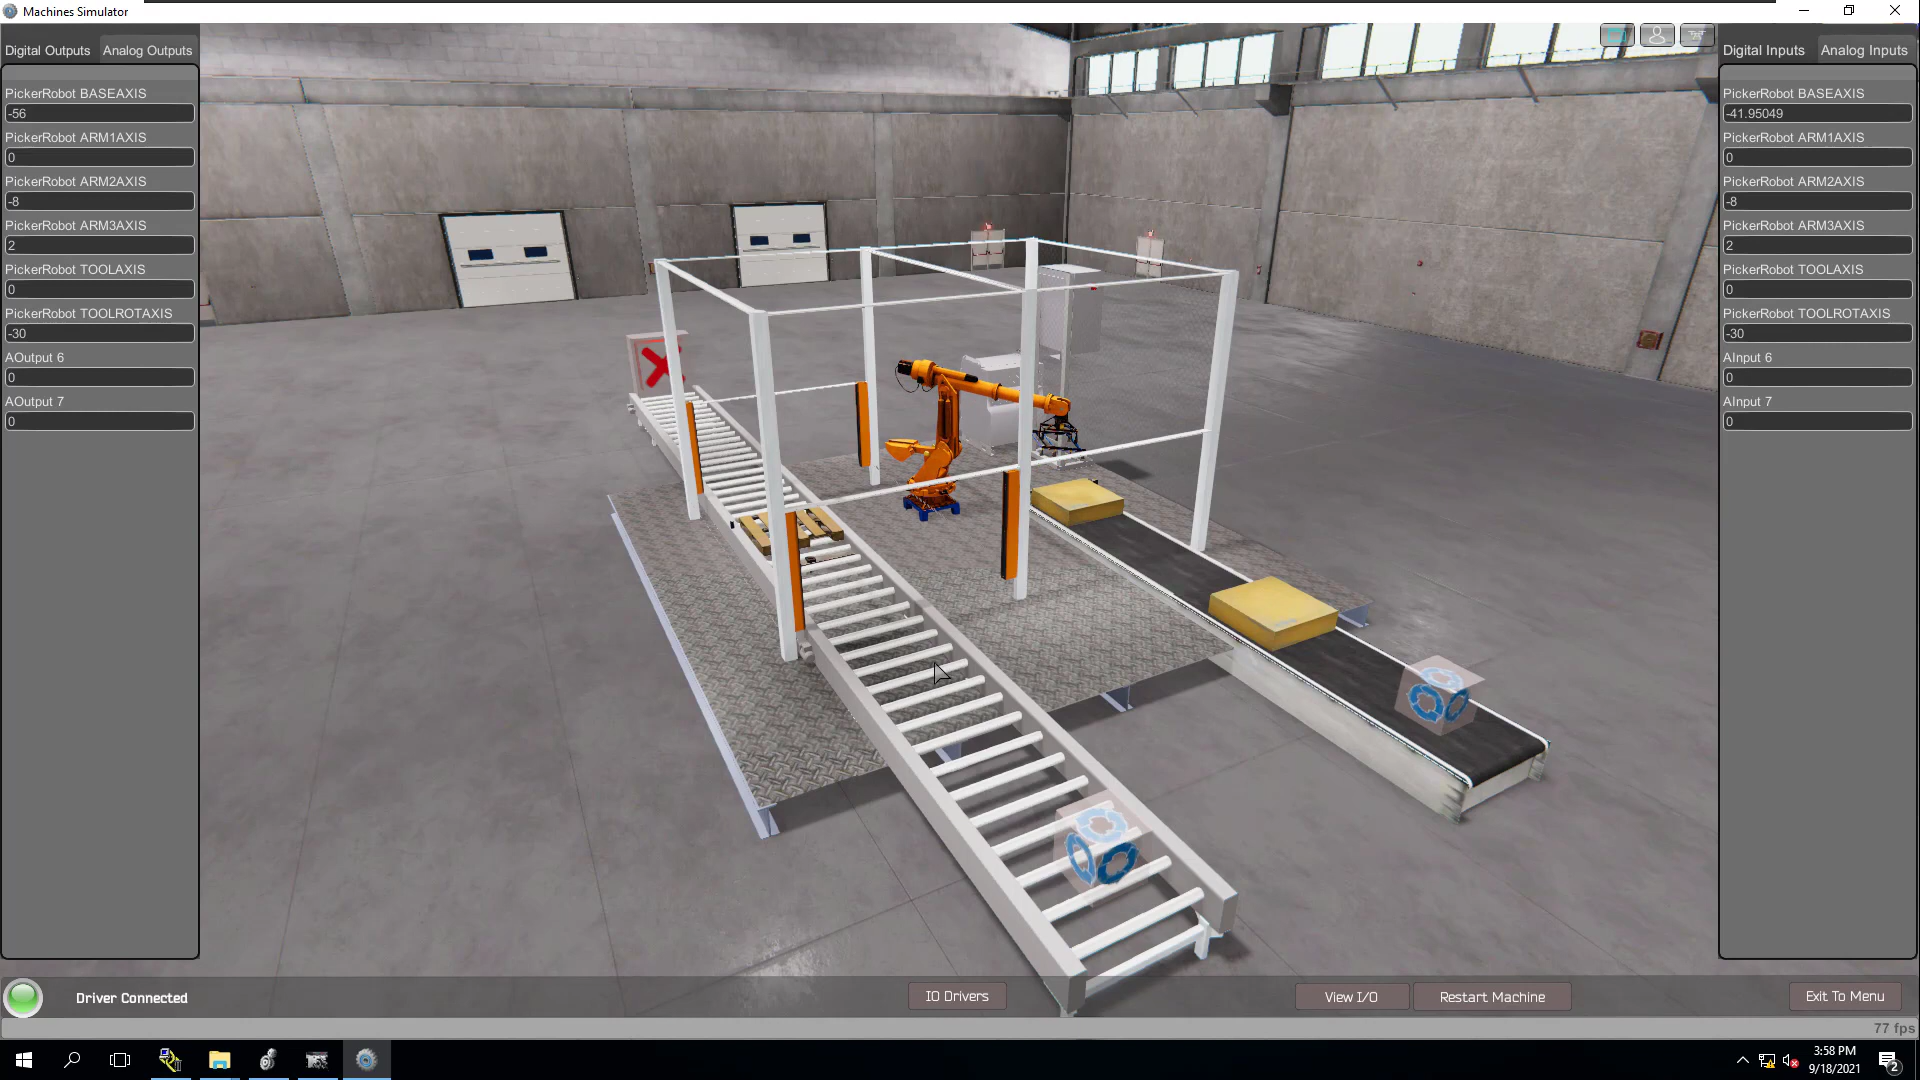 Machines Simulator
Digital Outputs
Analog Outputs
PickerRobot BASEAXIS
-56
PickerRobot ARM1AXIS
0
PickerRobot ARM2AXIS
-8
PickerRobot ARM3AXIS
2
PickerRobot TOOLAXIS
0
PickerRobot TOOLROTAXIS
-30
AOutput 6
0
AOutput 7
0
Digital Inputs
Analog Inputs
PickerRobot BASEAXIS
-41.95049
PickerRobot ARM1AXIS
0
PickerRobot ARM2AXIS
-8
PickerRobot ARM3AXIS
2
PickerRobot TOOLAXIS
0
PickerRobot TOOLROTAXIS
-30
AInput 6
0
AInput 7
0
Driver Connected
IO Drivers
View I/O
Restart Machine
Exit To Menu
77 fps
3:58 PM
9/18/2021
2